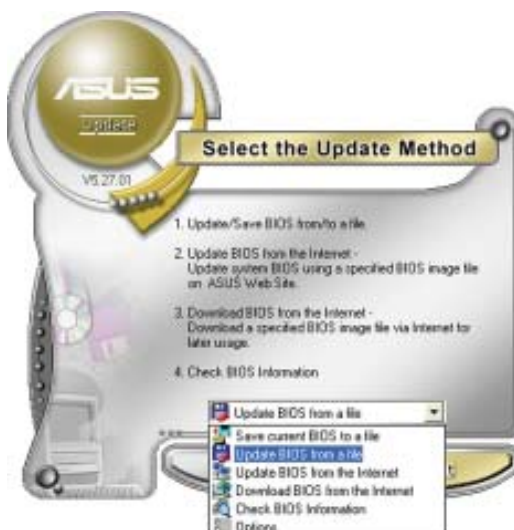 ASUS
Update
V5.27.01
Select the Update Method
1. Update/Save BIOS from/to a file
2. Update BIOS from the Internet -
Update system BIOS using a specified BIOS image file
on ASUS Web Site.
3. Download BIOS from the Internet -
Download a specified BIOS image file via Internet for
later usage.
4. Check BIOS Information
Update BIOS from a file
Save current BIOS to a file
Update BIOS from a file
Update BIOS from the Internet
Download BIOS from the Internet
Check BIOS Information
Options